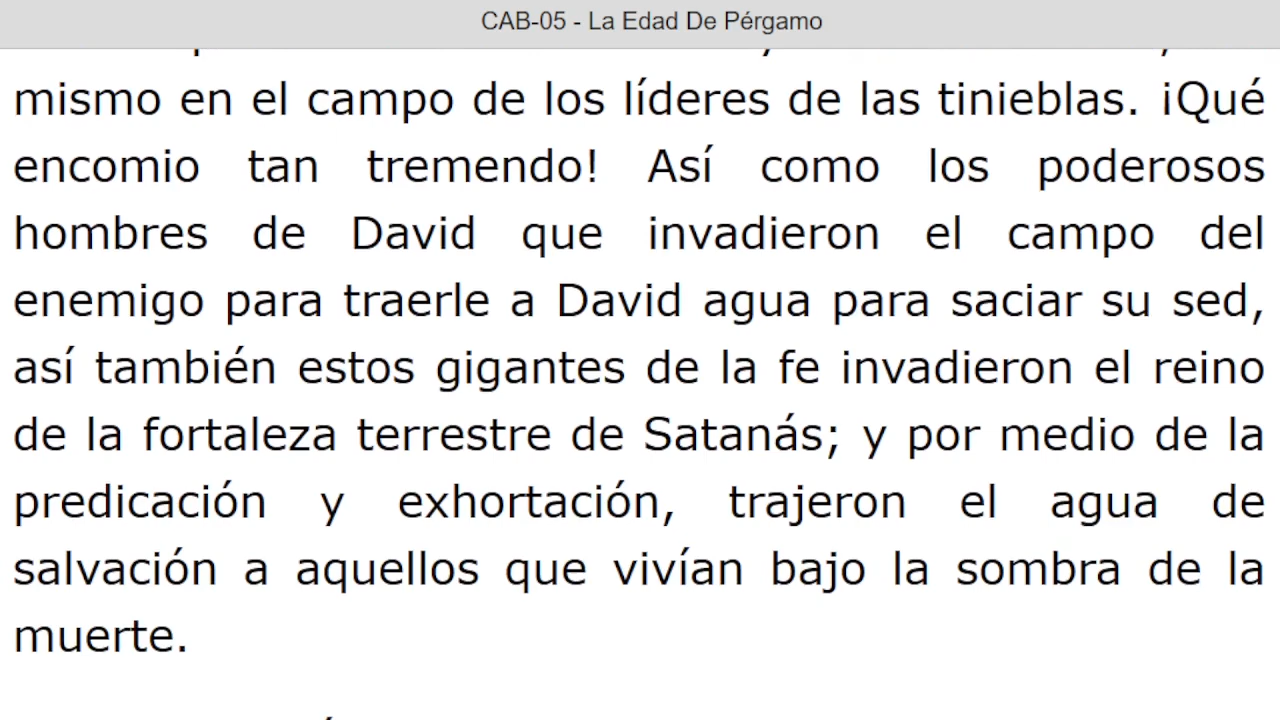 CAB-05 - La Edad De Pérgamo
mismo en el campo de los líderes de las tinieblas. ¡Qué
encomio tan tremendo! Así como los poderosos
hombres de David que invadieron el campo del
enemigo para traerle a David agua para saciar su sed,
así también estos gigantes de la fe invadieron el reino
de la fortaleza terrestre de Satanás; y por medio de la
predicación y exhortación, trajeron el agua de
salvación a aquellos que vivían bajo la sombra de la
muerte.